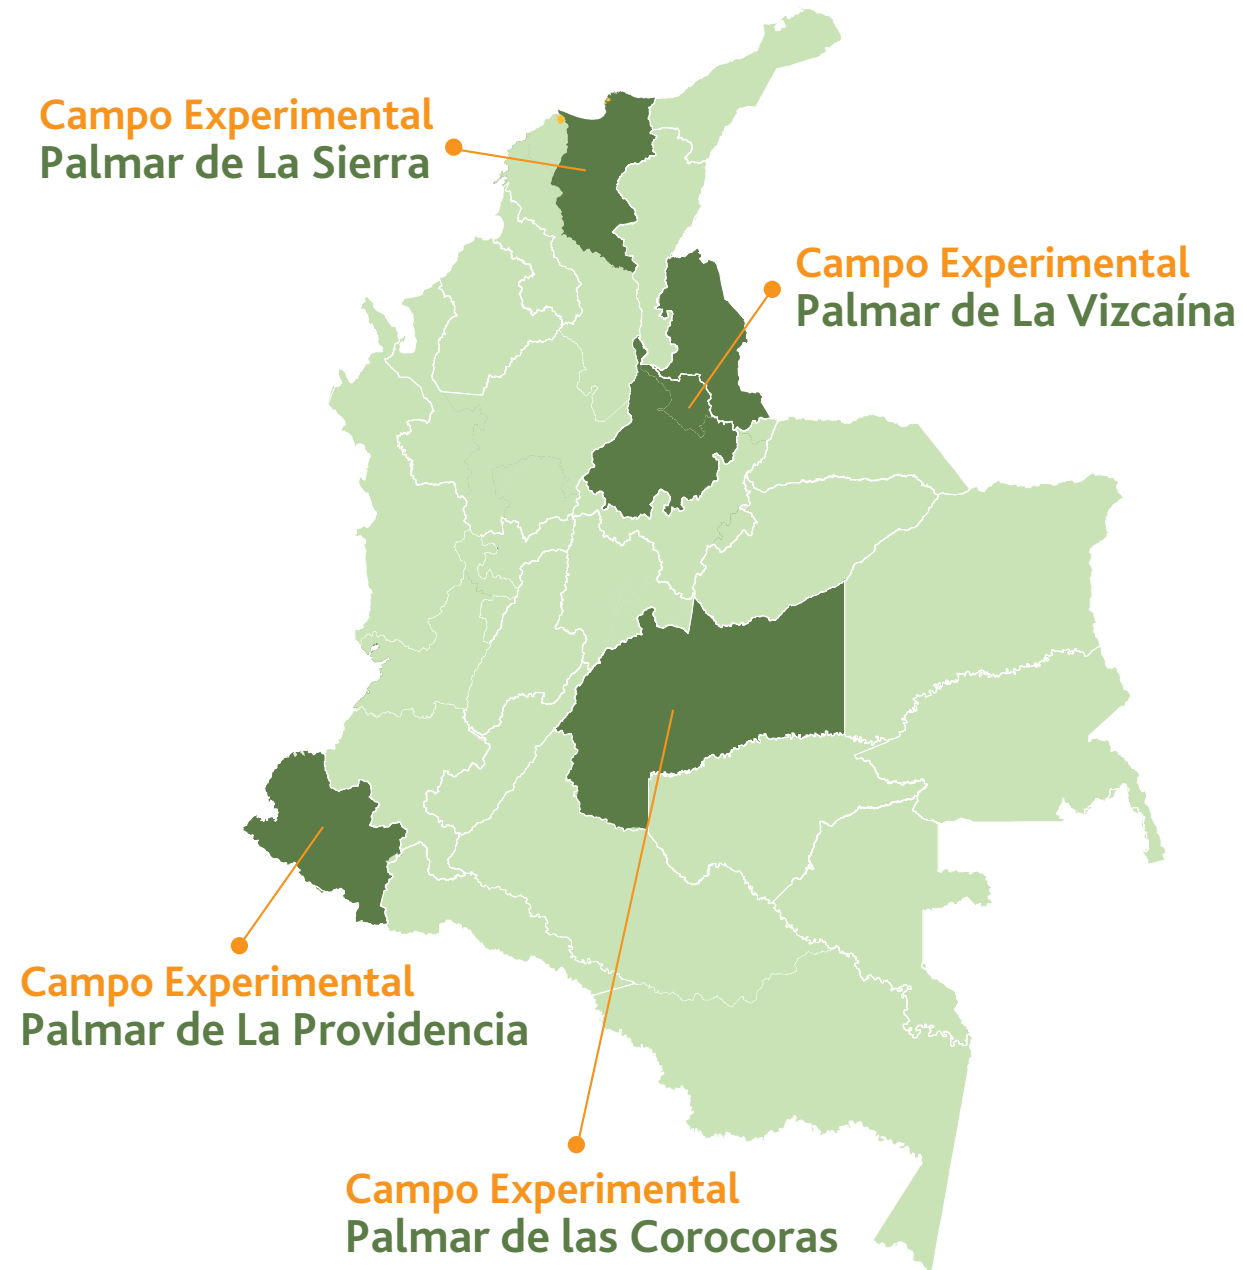 Campo Experimental
Palmar de La Sierra
Campo Experimental
Palmar de La Vizcaína
Campo Experimental
Palmar de La Providencia
Campo Experimental
Palmar de las Corocoras